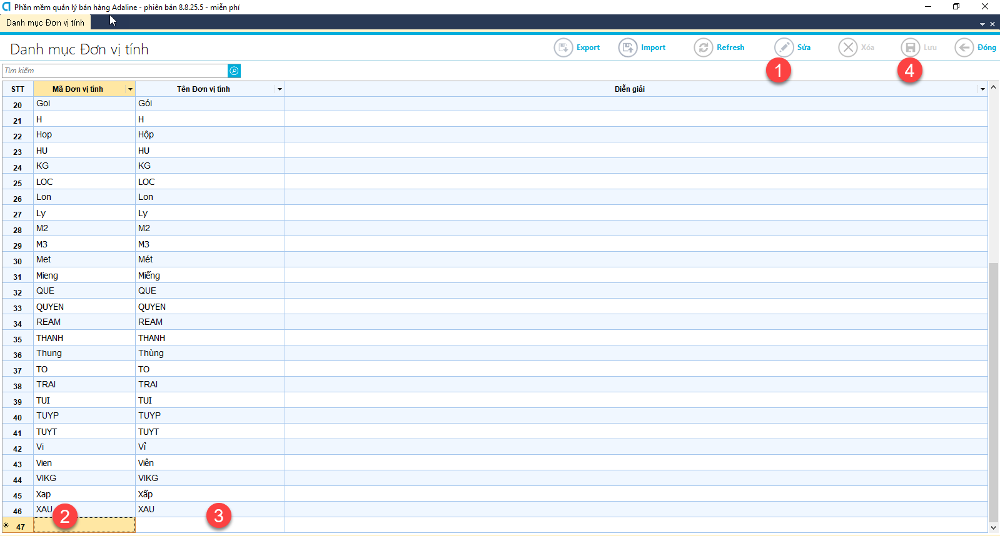 Phần mềm quản lý bán hàng Adaline - phiên bản 8.8.25.5 - miễn phí
Danh mục Đơn vị tính
Danh mục Đơn vị tính
Export Import Refresh Sửa Xóa Lưu Đóng
1 4
Tìm kiếm
STT Mã Đơn vị tính Tên Đơn vị tính Diễn giải
20 Goi Gói
21 H H
22 Hop Hộp
23 HU HU
24 KG KG
25 LOC LOC
26 Lon Lon
27 Ly Ly
28 M2 M2
29 M3 M3
30 Met Mét
31 Mieng Miếng
32 QUE QUE
33 QUYEN QUYEN
34 REAM REAM
35 THANH THANH
36 Thung Thùng
37 TO TO
38 TRAI TRAI
39 TUI TUI
40 TUYP TUYP
41 TUYT TUYT
42 Vi Vỉ
43 Vien Viên
44 VIKG VIKG
45 Xap Xấp
46 XAU XAU
2 3
* 47